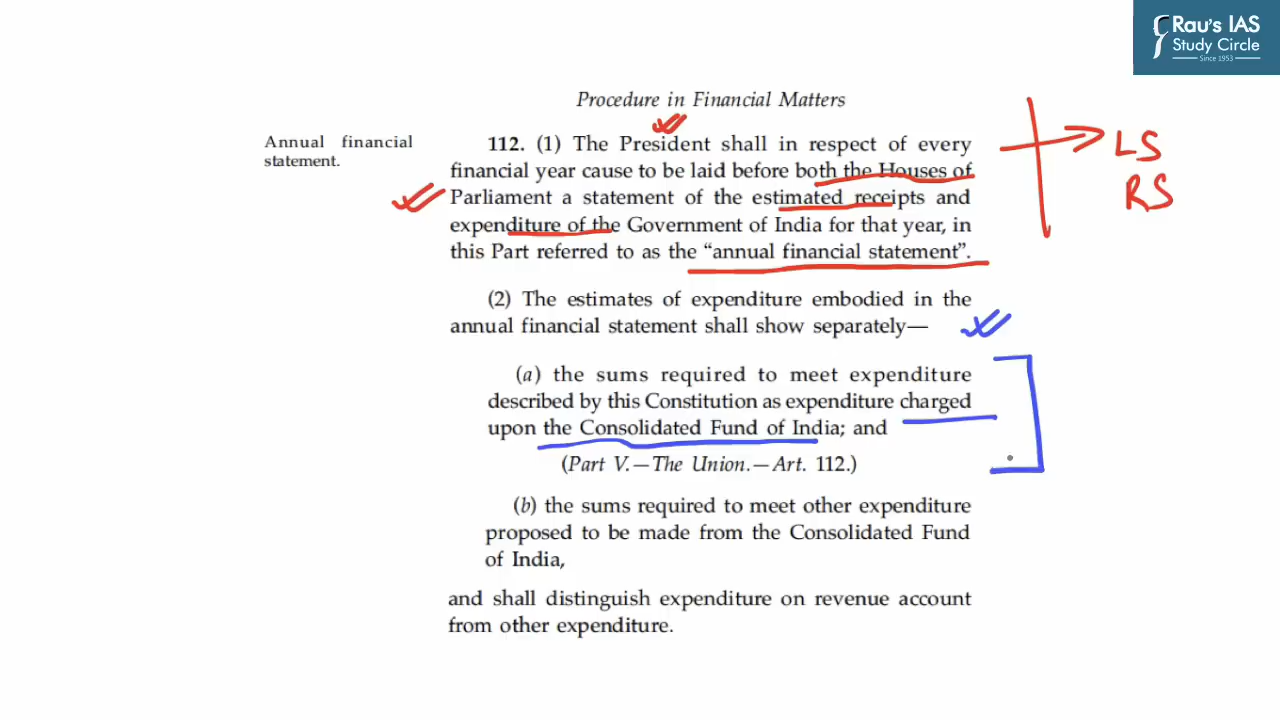 Rau's IAS
Study Circle
Since 1953
Procedure in Financial Matters
Annual financial
statement.
112. (1) The President shall in respect of every
financial year cause to be laid before both the Houses of
Parliament a statement of the estimated receipts and
expenditure of the Government of India for that year, in
this Part referred to as the “annual financial statement”.
LS
RS
(2) The estimates of expenditure embodied in the
annual financial statement shall show separately—
(a) the sums required to meet expenditure
described by this Constitution as expenditure charged
upon the Consolidated Fund of India; and
(Part V.—The Union.—Art. 112.)
(b) the sums required to meet other expenditure
proposed to be made from the Consolidated Fund
of India,
and shall distinguish expenditure on revenue account
from other expenditure.